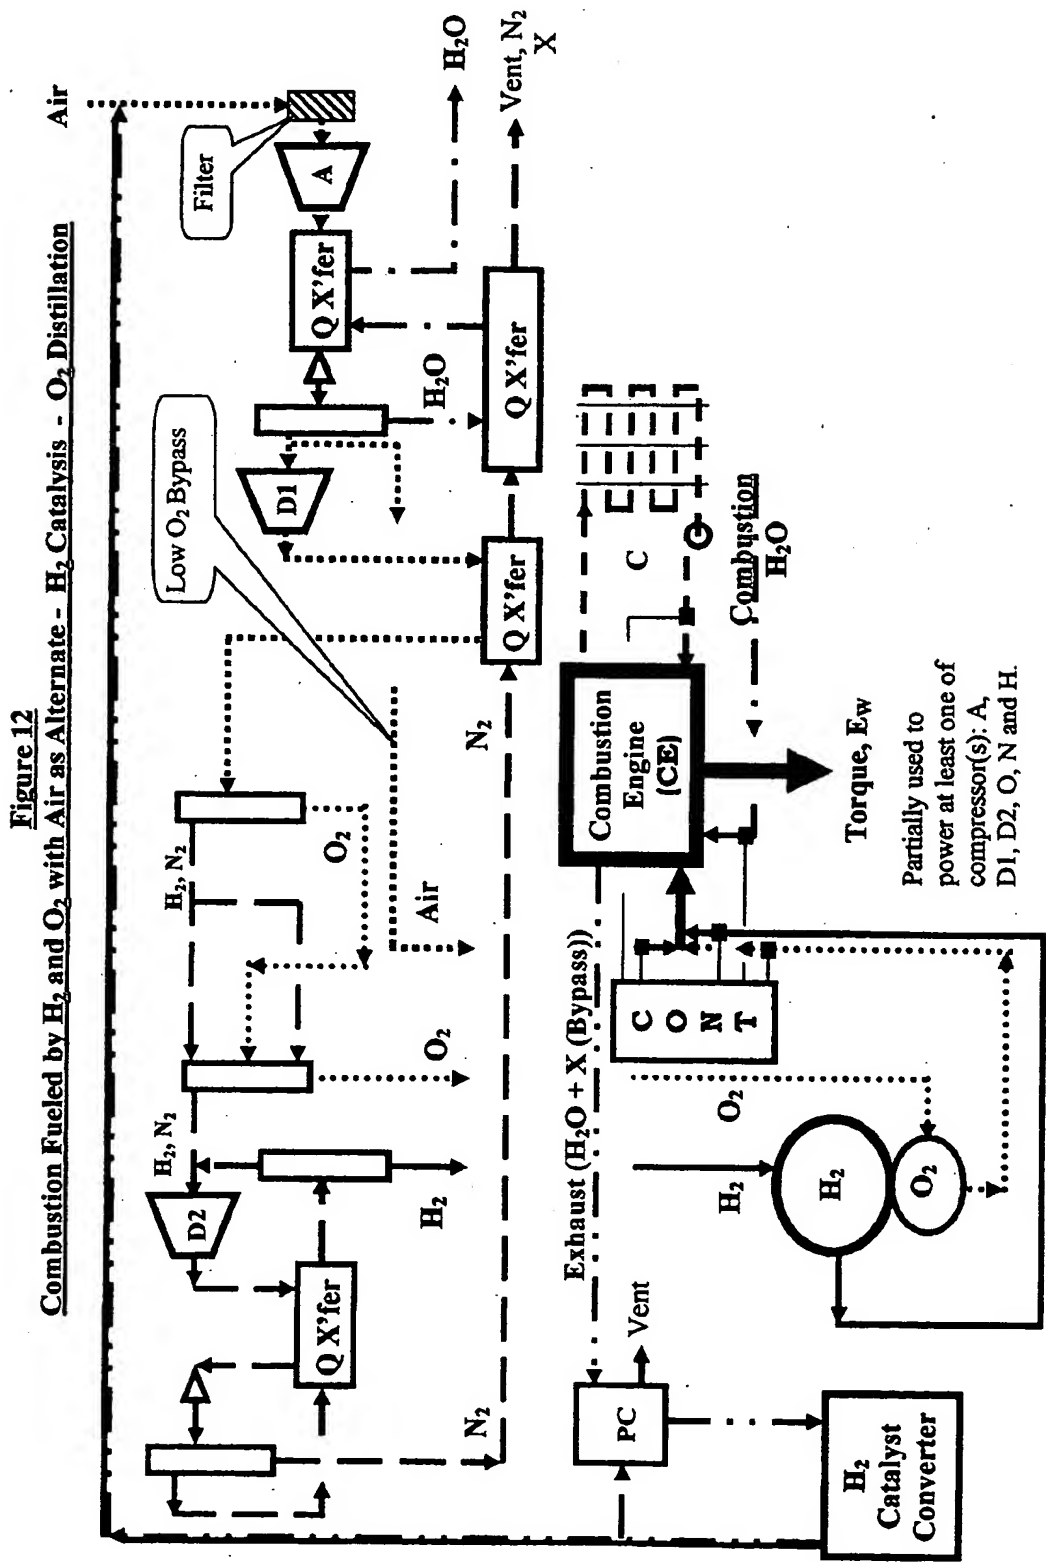 Figure 12
Combustion Fueled by H₂ and O₂ with Air as Alternate - H₂ Catalysis - O₂ Distillation
Air
Filter
A
Q X'fer
H₂O
Vent, N₂
X
H₂O
Q X'fer
D1
Low O₂ Bypass
Q X'fer
H₂, N₂
O₂
Air
N₂
H₂, N₂
O₂
D2
H₂
Q X'fer
N₂
Exhaust (H₂O + X (Bypass))
PC
Vent
H₂
Catalyst
Converter
H₂
O₂
H₂
O₂
C
O
N
T
Combustion
Engine
(CE)
C
Combustion
H₂O
Torque, Ew
Partially used to
power at least one of
compressor(s): A,
D1, D2, O, N and H.